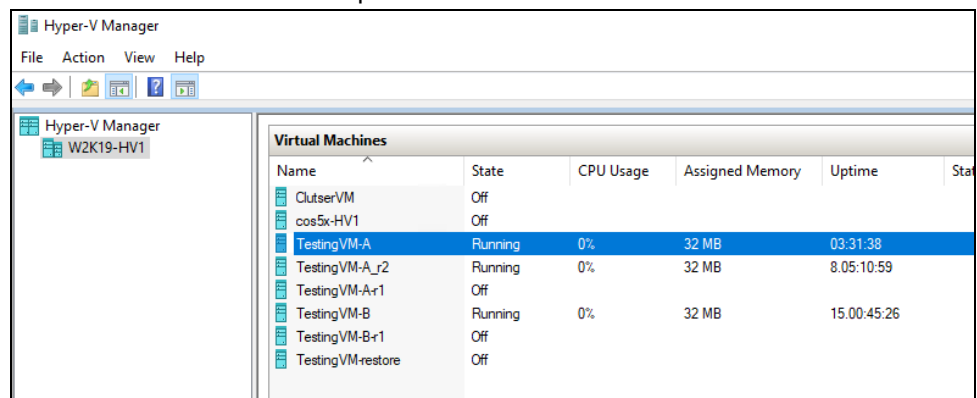 Hyper-V Manager
File Action View Help
Hyper-V Manager
W2K19-HV1
Virtual Machines
Name State CPU Usage Assigned Memory Uptime Stat
ClutserVM Off
cos5x-HV1 Off
TestingVM-A Running 0% 32 MB 03:31:38
TestingVM-A_r2 Running 0% 32 MB 8.05:10:59
TestingVM-A-r1 Off
TestingVM-B Running 0% 32 MB 15.00:45:26
TestingVM-B-r1 Off
TestingVM-restore Off